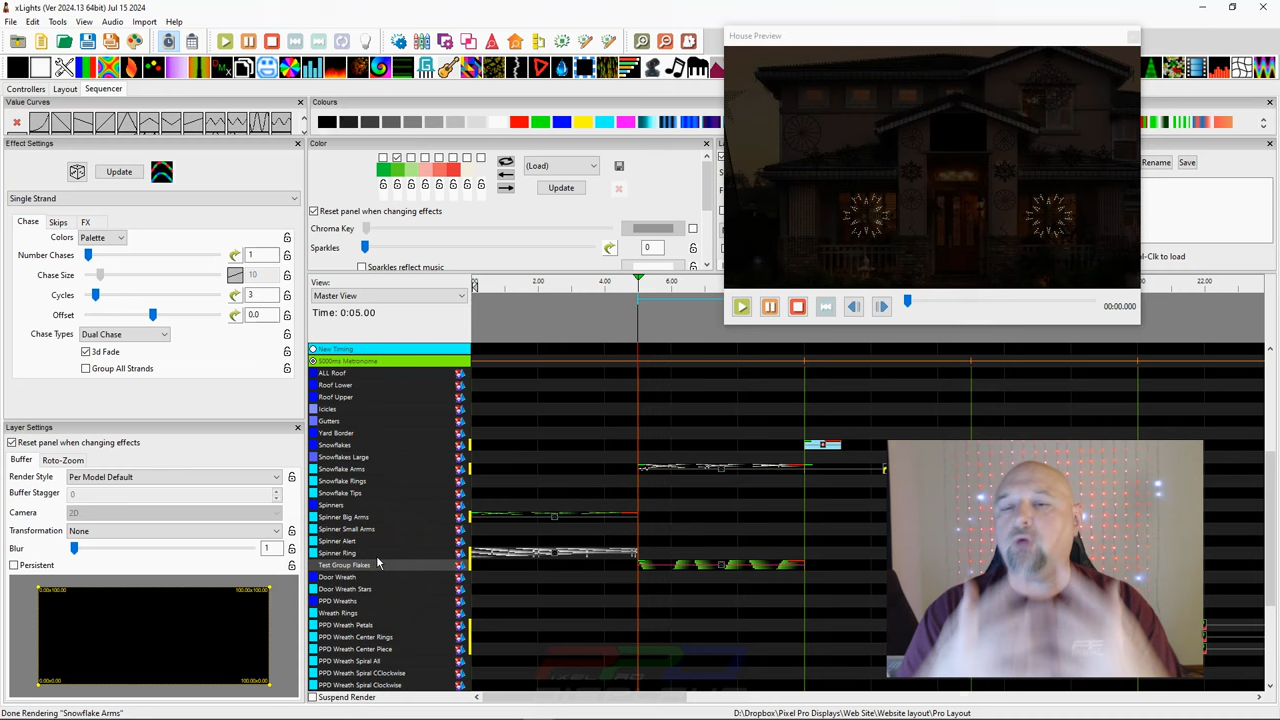 xLights (Ver 2024.13 64bit) Jul 15 2024
File Edit Tools View Audio Import Help
House Preview
Controllers Layout Sequencer
Value Curves
Colours
Effect Settings
Color
Update
(Load)
Rename Save
Update
Single Strand
Reset panel when changing effects
Chase Skips FX
Chroma Key
Colors Palette
Sparkles 0
Number Chases 1
Sparkles reflect music
-Clk to load
Chase Size 10
View:
2.00 4.00 6.00 22.00
Cycles 3
Master View
00:00.000
Offset 0.0
Time: 0:05.00
Chase Types Dual Chase
3d Fade
New Timing
Group All Strands
5000ms Metronome
ALL Roof
Roof Lower
Roof Upper
Icicles
Gutters
Layer Settings
Yard Border
Reset panel when changing effects
Snowflakes
Buffer Roto-Zoom
Snowflakes Large
Render Style Per Model Default
Snowflake Arms
Snowflake Rings
Buffer Stagger 0
Snowflake Tips
Camera 2D
Spinners
Spinner Big Arms
Transformation None
Spinner Small Arms
Spinner Alert
Blur 1
Spinner Ring
Persistent
Test Group Flakes
Door Wreath
Door Wreath Stars
PPD Wreaths
Wreath Rings
PPD Wreath Petals
PPD Wreath Center Rings
PPD Wreath Center Piece
PPD Wreath Spiral All
PPD Wreath Spiral CClockwise
PPD Wreath Spiral Clockwise
Suspend Render
Done Rendering "Snowflake Arms"
D:\Dropbox\Pixel Pro Displays\Web Site\Website layout\Pro Layout